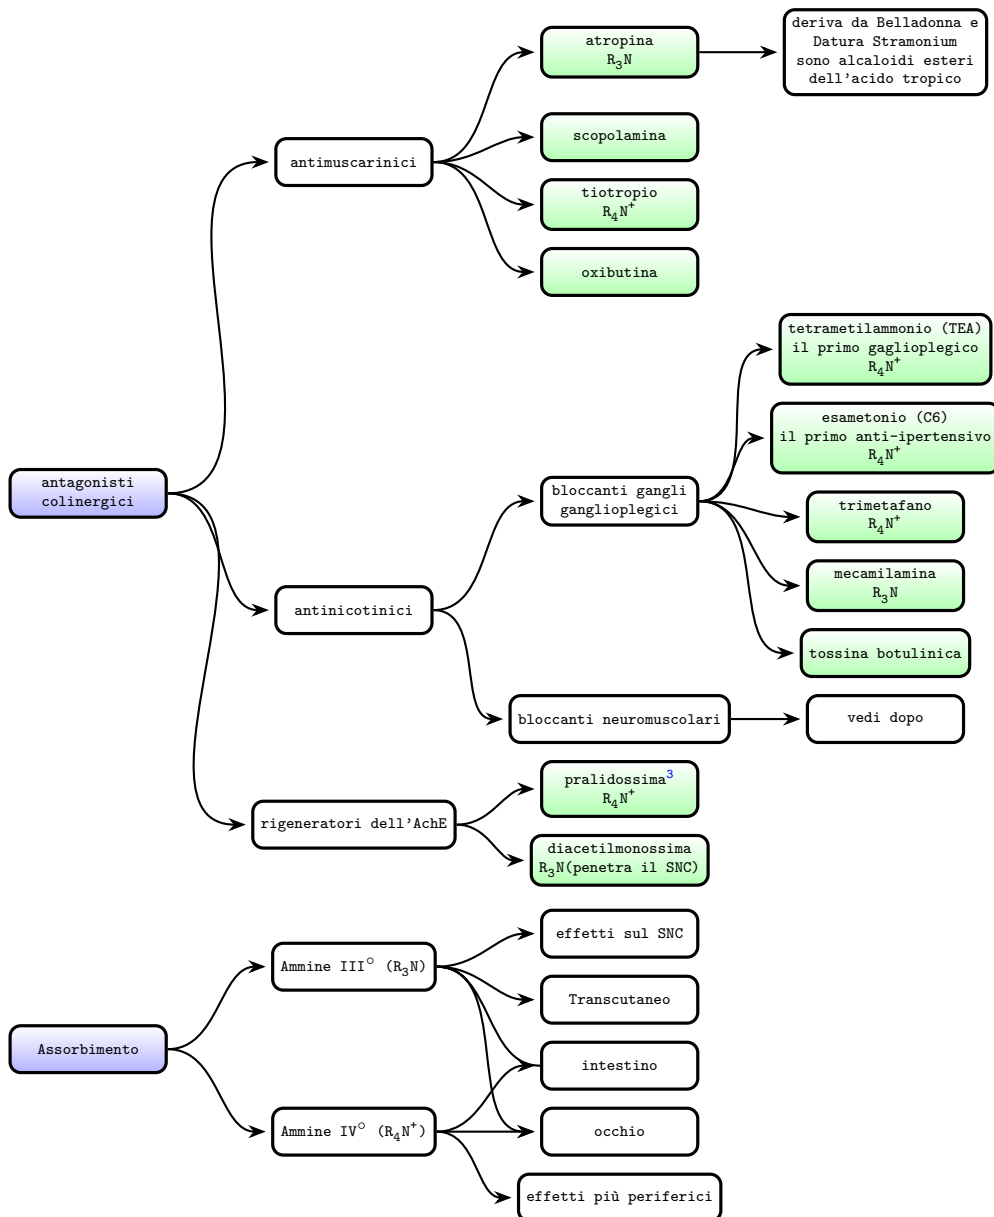 atropina
R₃N
deriva da Belladonna e
Datura Stramonium
sono alcaloidi esteri
dell'acido tropico
antimuscarinici
scopolamina
tiotropio
R₄N⁺
oxibutina
antagonisti
colinergici
antinicotinici
bloccanti gangli
ganglioplegici
tetrametilammonio (TEA)
il primo gaglioplegico
R₄N⁺
esametonio (C6)
il primo anti-ipertensivo
R₄N⁺
trimetafano
R₄N⁺
mecamilamina
R₃N
tossina botulinica
bloccanti neuromuscolari
vedi dopo
rigeneratori dell'AchE
pralidossima³
R₄N⁺
diacetilmonossima
R₃N(penetra il SNC)
Assorbimento
Ammine III° (R₃N)
effetti sul SNC
Transcutaneo
intestino
Ammine IV° (R₄N⁺)
occhio
effetti più periferici